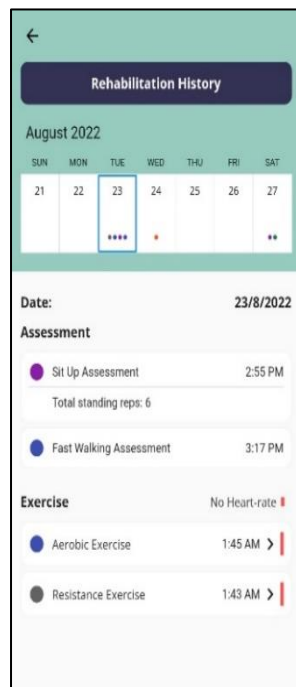 Rehabilitation History
August 2022
SUN MON TUE WED THU FRI SAT
21 22 23 24 25 26 27
Date: 23/8/2022
Assessment
Sit Up Assessment 2:55 PM
Total standing reps: 6
Fast Walking Assessment 3:17 PM
Exercise No Heart-rate
Aerobic Exercise 1:45 AM
Resistance Exercise 1:43 AM